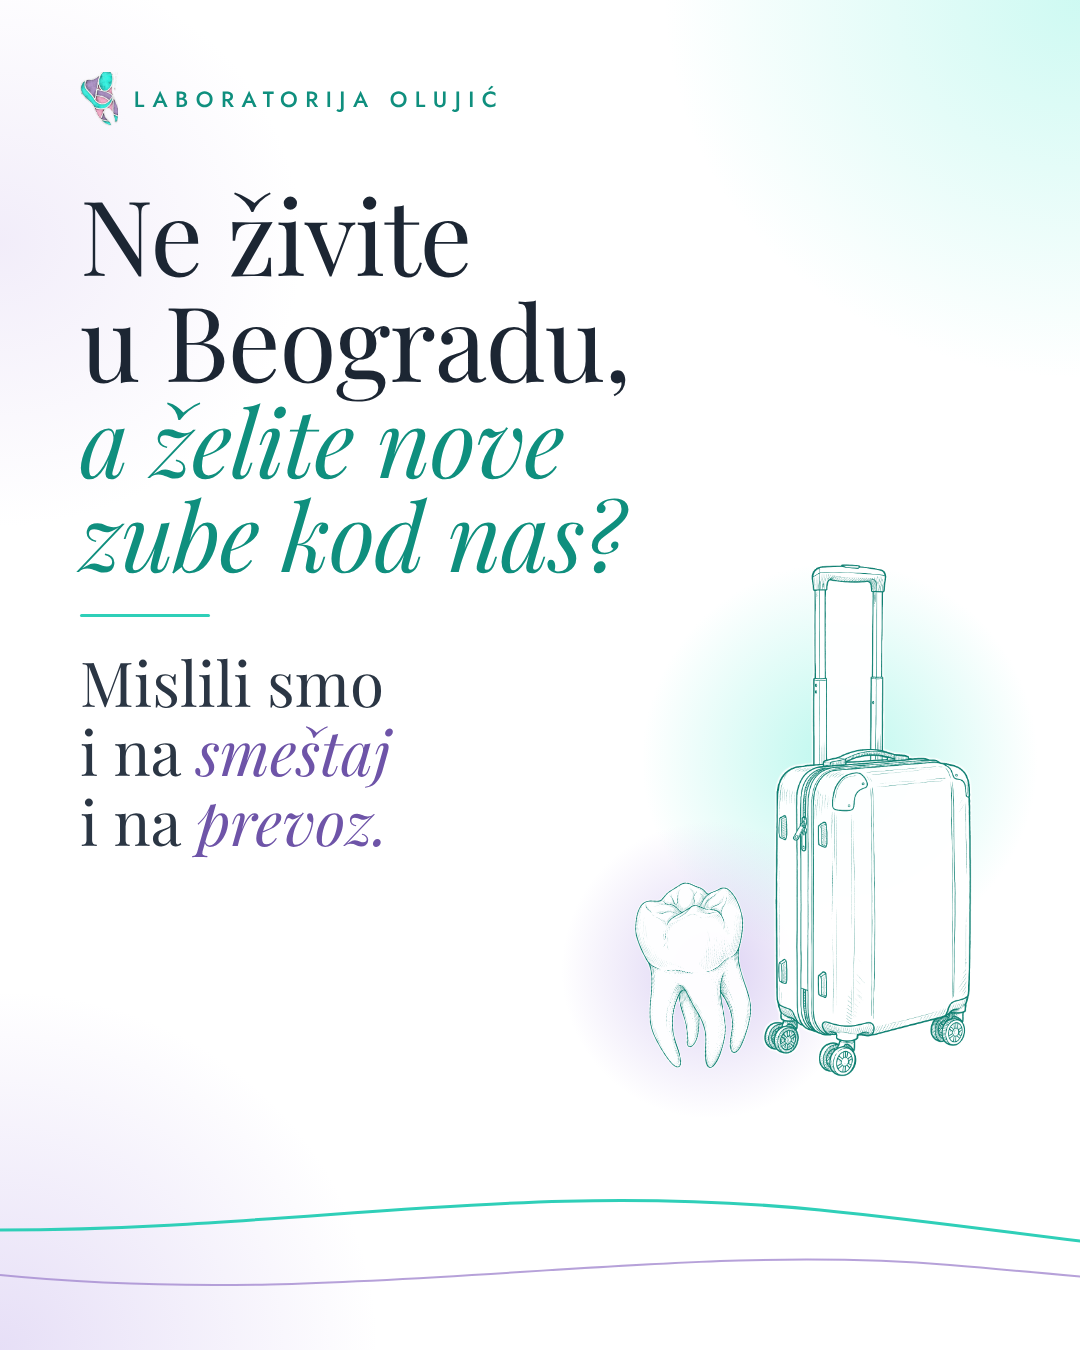 LABORATORIJA OLUJIĆ
Ne živite
u Beogradu,
a želite nove
zube kod nas?
Mislili smo
i na smeštaj
i na prevoz.